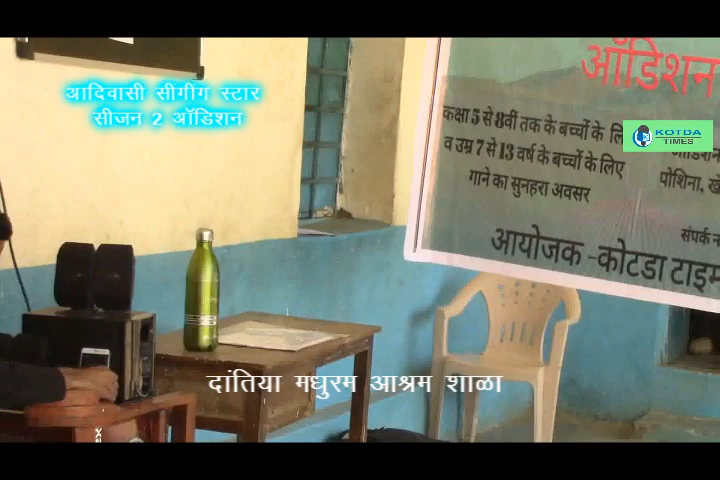 आदिवासी सींगींग स्टार
सीजन 2 ऑडिशन
ऑडिशन
कक्षा 5 से 8वीं तक के बच्चों के
व उम्र 7 से 13 वर्ष के बच्चों के लिए
गाने का सुनहरा अवसर
पोशिना,
संपर्क
आयोजक -कोटडा
KOTDA
TIMES
दांतिया मधुरम आश्रम शाळा